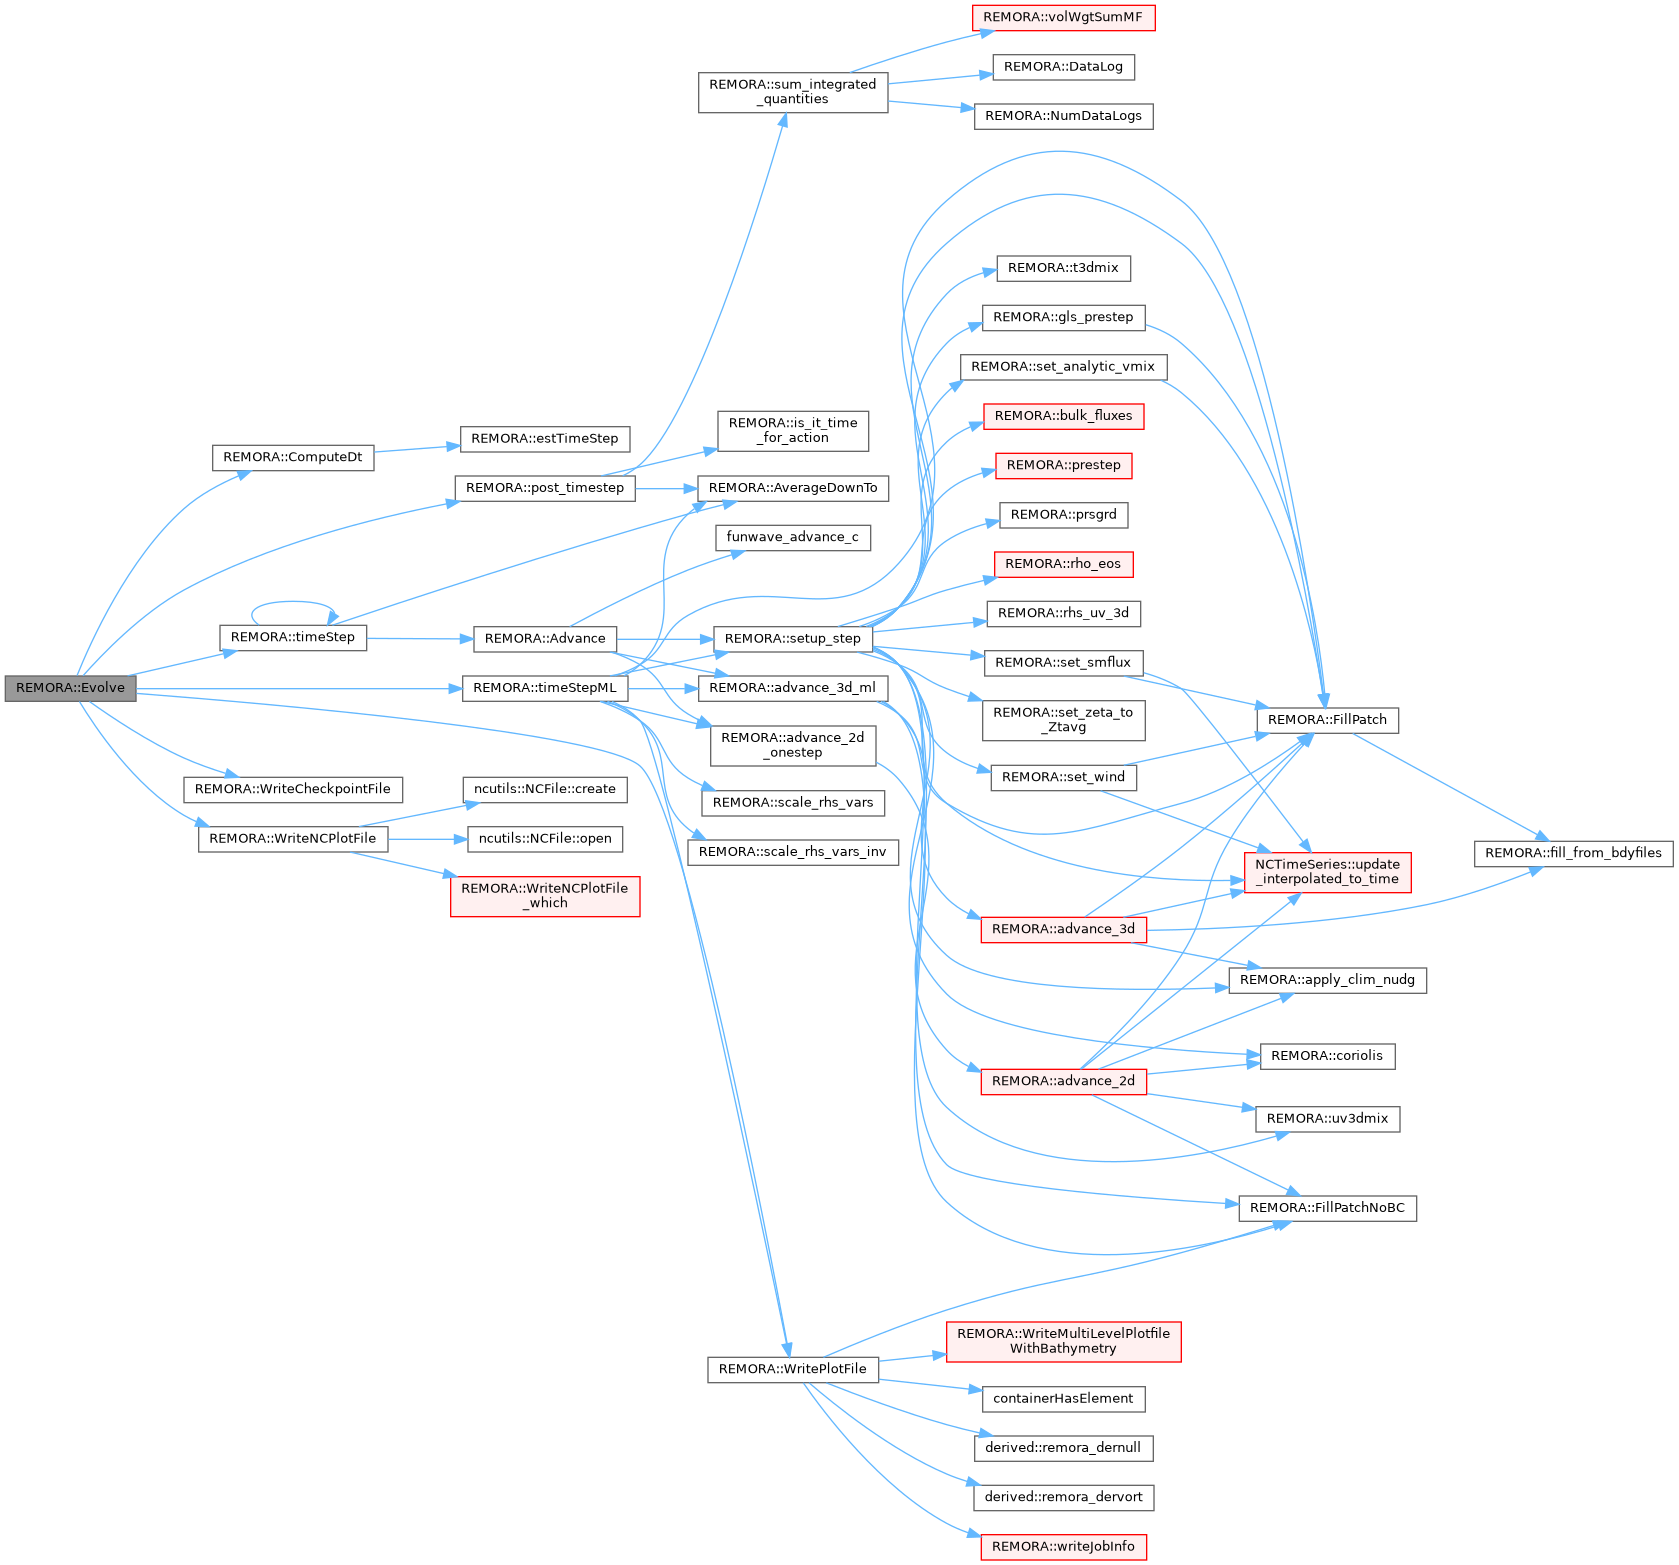 REMORA::volWgtSumMF
REMORA::sum_integrated
_quantities
REMORA::DataLog
REMORA::NumDataLogs
REMORA::t3dmix
REMORA::gls_prestep
REMORA::set_analytic_vmix
REMORA::bulk_fluxes
REMORA::is_it_time
_for_action
REMORA::estTimeStep
REMORA::ComputeDt
REMORA::prestep
REMORA::post_timestep
REMORA::AverageDownTo
REMORA::prsgrd
funwave_advance_c
REMORA::rho_eos
REMORA::rhs_uv_3d
REMORA::timeStep
REMORA::Advance
REMORA::setup_step
REMORA::set_smflux
REMORA::Evolve
REMORA::timeStepML
REMORA::advance_3d_ml
REMORA::set_zeta_to
_Ztavg
REMORA::FillPatch
REMORA::advance_2d
_onestep
REMORA::set_wind
REMORA::WriteCheckpointFile
ncutils::NCFile::create
REMORA::scale_rhs_vars
REMORA::WriteNCPlotFile
ncutils::NCFile::open
REMORA::scale_rhs_vars_inv
REMORA::fill_from_bdyfiles
NCTimeSeries::update
_interpolated_to_time
REMORA::WriteNCPlotFile
_which
REMORA::advance_3d
REMORA::apply_clim_nudg
REMORA::coriolis
REMORA::advance_2d
REMORA::uv3dmix
REMORA::FillPatchNoBC
REMORA::WriteMultiLevelPlotfile
WithBathymetry
REMORA::WritePlotFile
containerHasElement
derived::remora_dernull
derived::remora_dervort
REMORA::writeJobInfo